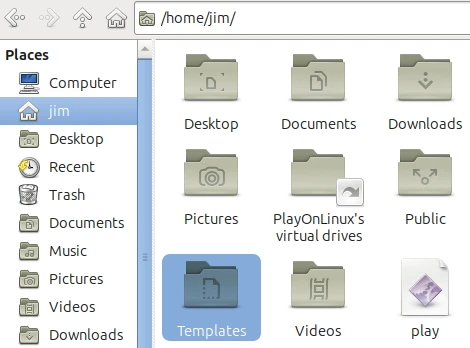 /home/jim/
Places
Computer
jim
Desktop
Recent
Trash
Documents
Music
Pictures
Videos
Downloads
Desktop
Documents
Downloads
Pictures
PlayOnLinux's
virtual drives
Public
Templates
Videos
play